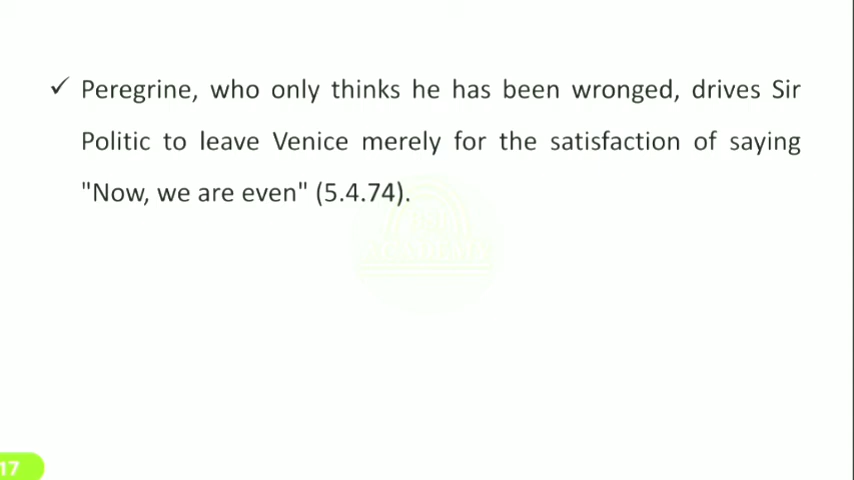 ✓ Peregrine, who only thinks he has been wronged, drives Sir
Politic to leave Venice merely for the satisfaction of saying
"Now, we are even" (5.4.74).
17